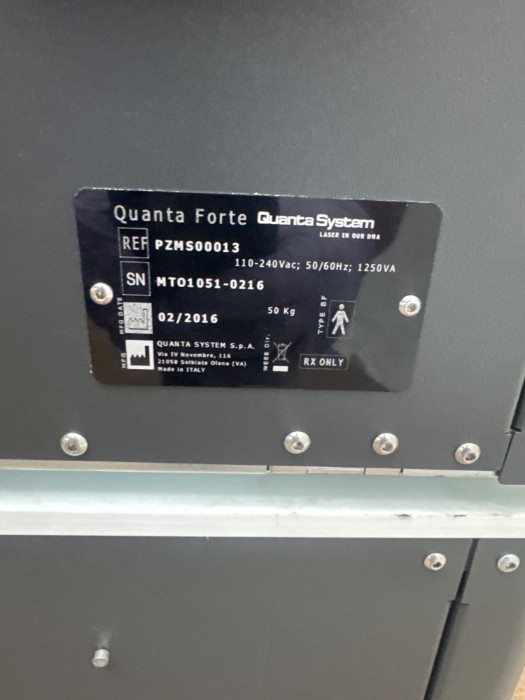 Quanta Forte Quanta System
LASER IN OUR DNA
REF PZMS00013
110-240Vac; 50/60Hz; 1250VA
SN MTO1051-0216
MFG DATE 02/2016
50 Kg
TYPE BF
MFG
QUANTA SYSTEM S.p.A.
Via IV Novembre, 116
21058 Solbiate Olona (VA)
Made in ITALY
WEEE Dir.
RX ONLY